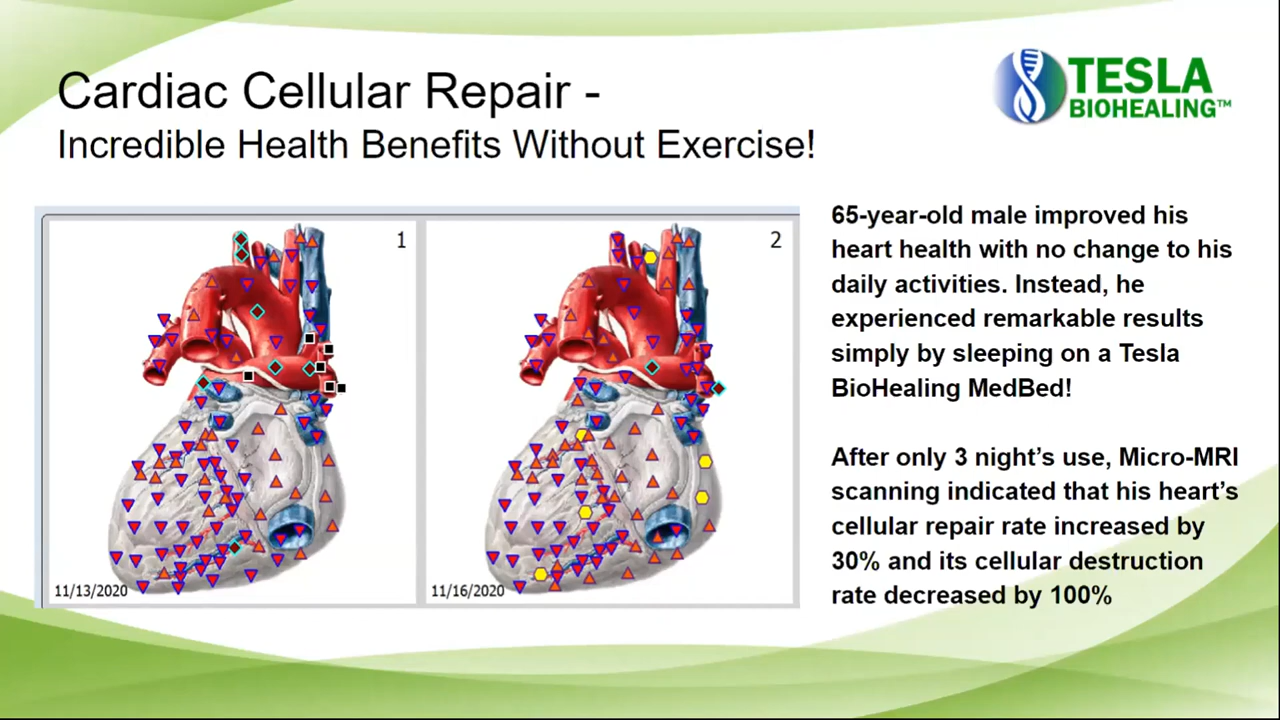 Cardiac Cellular Repair -
Incredible Health Benefits Without Exercise!
TESLA
BIOHEALING™
1
11/13/2020
2
11/16/2020
65-year-old male improved his
heart health with no change to his
daily activities. Instead, he
experienced remarkable results
simply by sleeping on a Tesla
BioHealing MedBed!
After only 3 night's use, Micro-MRI
scanning indicated that his heart's
cellular repair rate increased by
30% and its cellular destruction
rate decreased by 100%